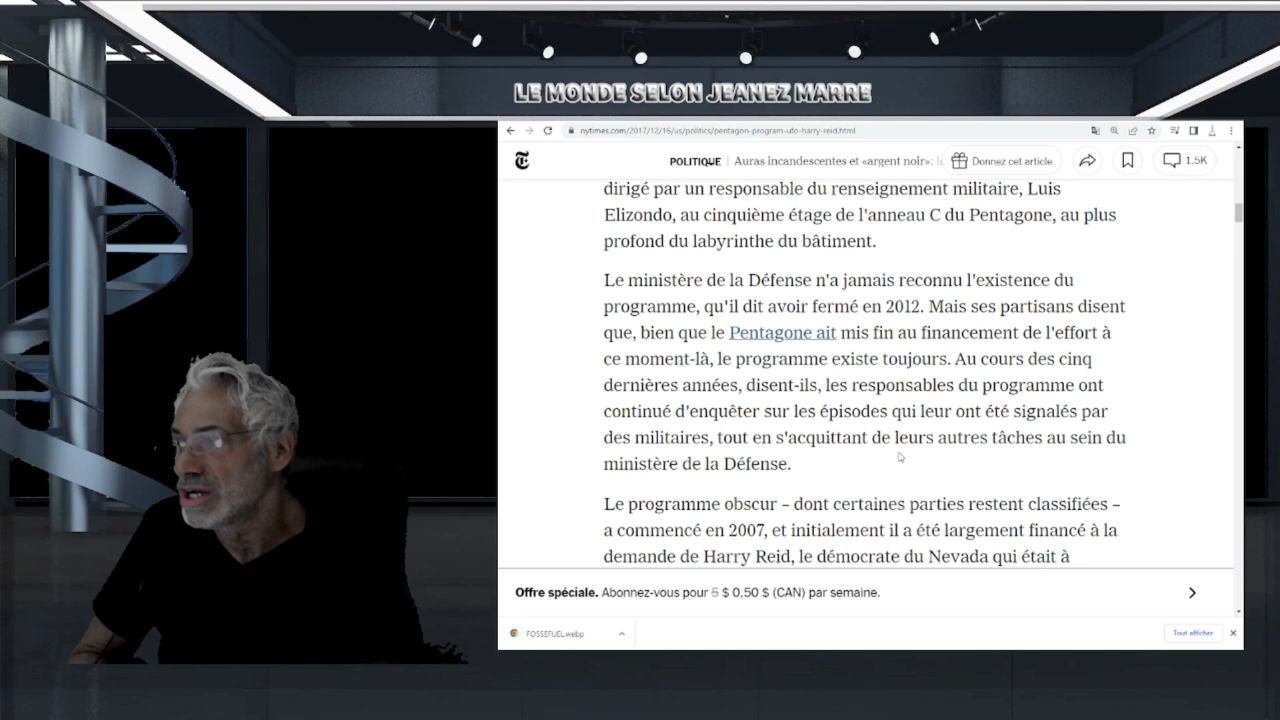 LE MONDE SELON JEANEZ MARRE
nytimes.com/2017/12/16/us/politics/pentagon-program-ufo-harry-reid.html
POLITIQUE | Auras incandescentes et «argent noir»:
Donnez cet article
1.5K
dirigé par un responsable du renseignement militaire, Luis
Elizondo, au cinquième étage de l'anneau C du Pentagone, au plus
profond du labyrinthe du bâtiment.
Le ministère de la Défense n'a jamais reconnu l'existence du
programme, qu'il dit avoir fermé en 2012. Mais ses partisans disent
que, bien que le Pentagone ait mis fin au financement de l'effort à
ce moment-là, le programme existe toujours. Au cours des cinq
dernières années, disent-ils, les responsables du programme ont
continué d'enquêter sur les épisodes qui leur ont été signalés par
des militaires, tout en s'acquittant de leurs autres tâches au sein du
ministère de la Défense.
Le programme obscur – dont certaines parties restent classifiées –
a commencé en 2007, et initialement il a été largement financé à la
demande de Harry Reid, le démocrate du Nevada qui était à
Offre spéciale. Abonnez-vous pour 5 $ 0,50 $ (CAN) par semaine.
FOSSEFUEL.webp
Tout afficher